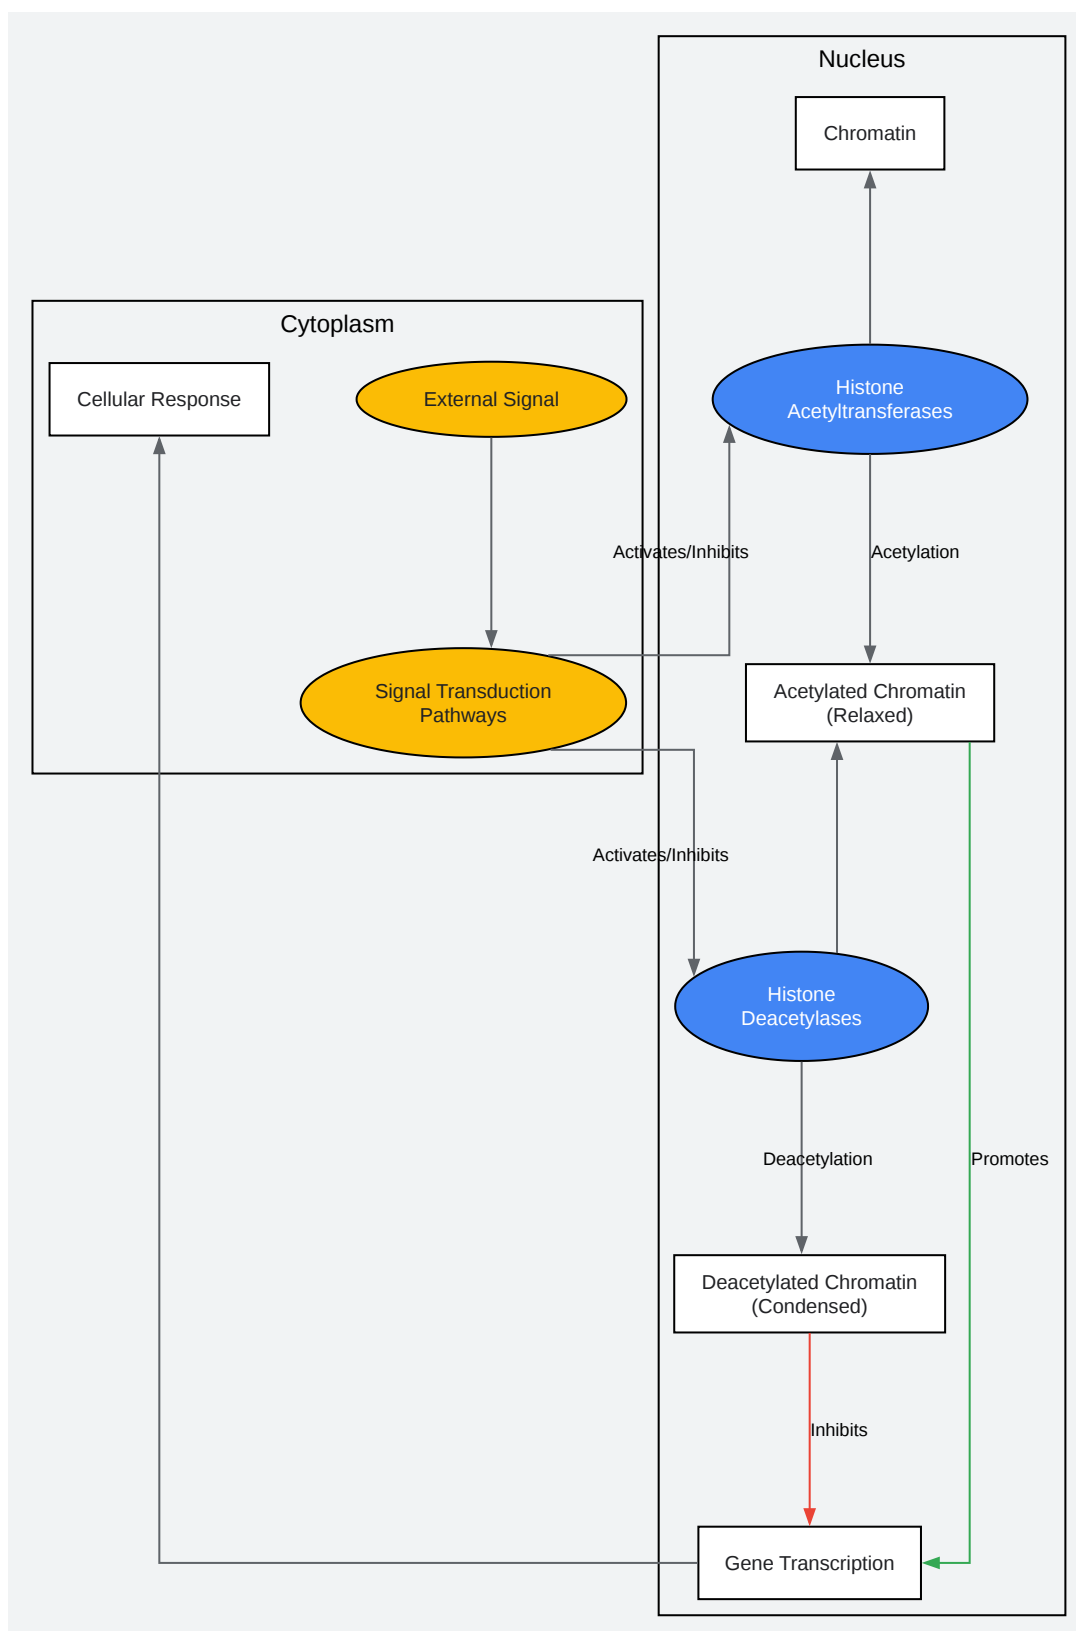 Nucleus
Chromatin
Cytoplasm
Cellular Response
External Signal
Histone
Acetyltransferases
Activates/Inhibits
Acetylation
Signal Transduction
Pathways
Acetylated Chromatin
(Relaxed)
Activates/Inhibits
Histone
Deacetylases
Deacetylation
Promotes
Deacetylated Chromatin
(Condensed)
Inhibits
Gene Transcription